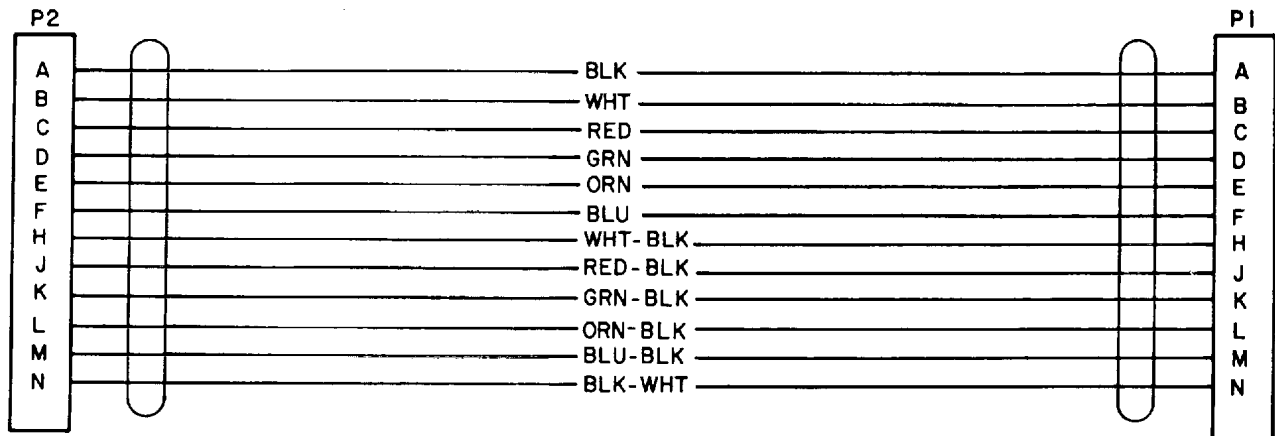 P2 P1
A BLK A
B WHT B
C RED C
D GRN D
E ORN E
F BLU F
H WHT-BLK H
J RED-BLK J
K GRN-BLK K
L ORN-BLK L
M BLU-BLK M
N BLK-WHT N